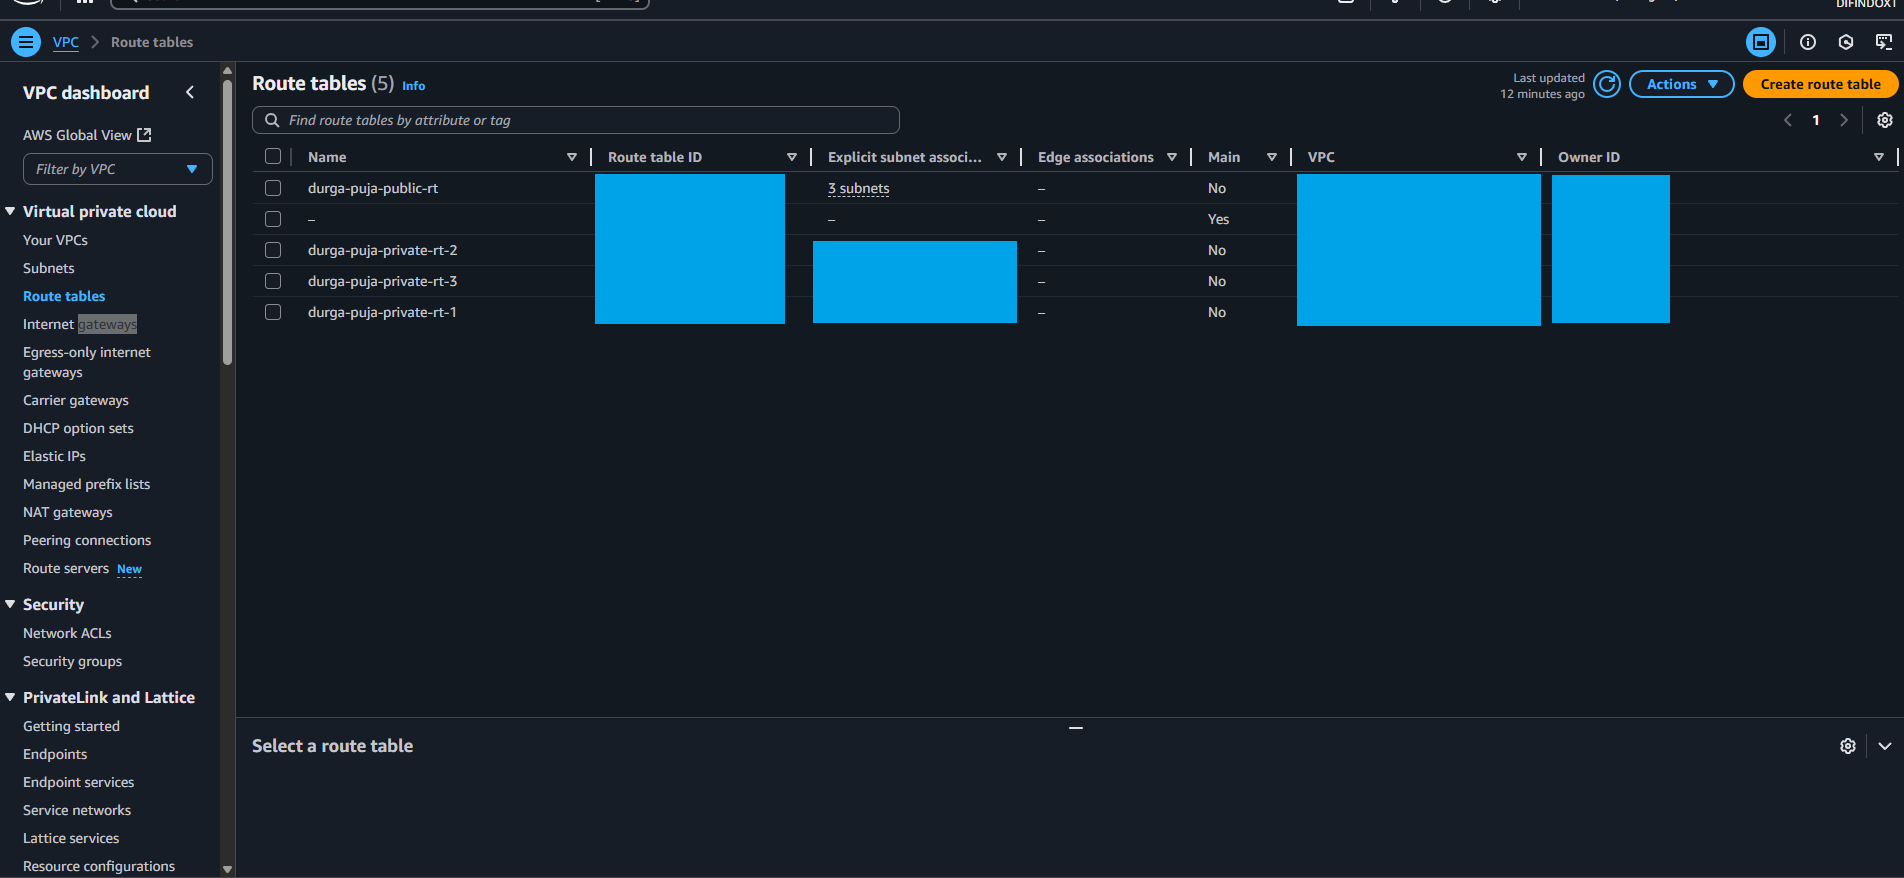 DIFINDOXT
VPC > Route tables
VPC dashboard
AWS Global View
Filter by VPC
Virtual private cloud
Your VPCs
Subnets
Route tables
Internet gateways
Egress-only internet
gateways
Carrier gateways
DHCP option sets
Elastic IPs
Managed prefix lists
NAT gateways
Peering connections
Route servers New
Security
Network ACLs
Security groups
PrivateLink and Lattice
Getting started
Endpoints
Endpoint services
Service networks
Lattice services
Resource configurations
Route tables (5) Info
Last updated
12 minutes ago
Actions
Create route table
Find route tables by attribute or tag
1
Name Route table ID Explicit subnet associ... Edge associations Main VPC Owner ID
durga-puja-public-rt 3 subnets – No
– – – Yes
durga-puja-private-rt-2 – No
durga-puja-private-rt-3 – No
durga-puja-private-rt-1 – No
Select a route table